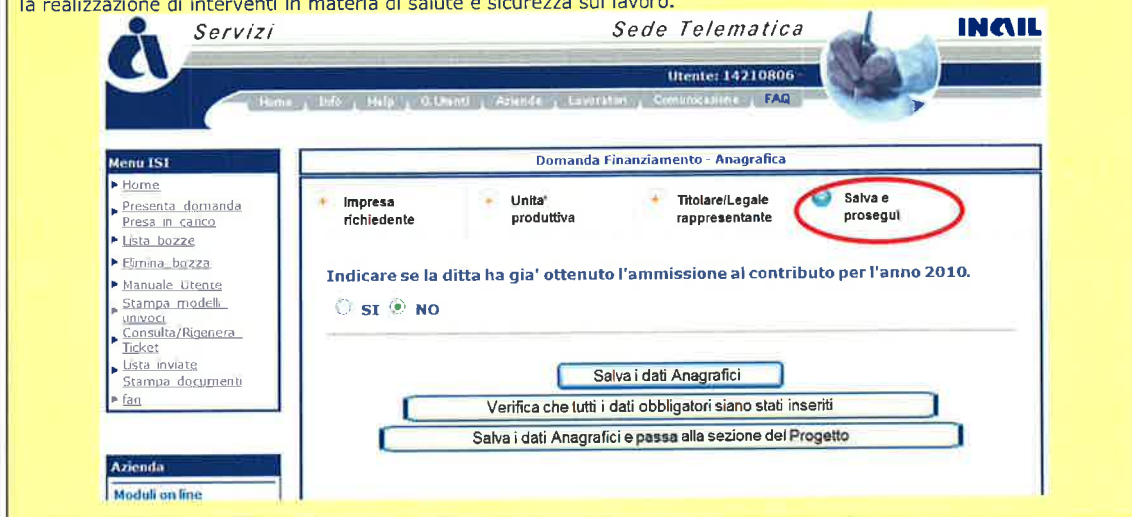 la realizzazione di interventi in materia di salute e sicurezza sul lavoro.
Servizi
Sede Telematica
INAIL
Utente: 14210806 -
Home Info Help G.Utenti Aziende Lavoratori Comunicazione FAQ
Menu ISI
Home
Presenta domanda
Presa in carico
Lista bozze
Elimina bozza
Manuale Utente
Stampa modelli
univoci
Consulta/Rigenera
Ticket
Lista inviate
Stampa documenti
faq
Azienda
Moduli on line
Domanda Finanziamento - Anagrafica
Impresa
richiedente
Unita'
produttiva
Titolare/Legale
rappresentante
Salva e
prosegui
Indicare se la ditta ha gia' ottenuto l'ammissione al contributo per l'anno 2010.
SI NO
Salva i dati Anagrafici
Verifica che tutti i dati obbligatori siano stati inseriti
Salva i dati Anagrafici e passa alla sezione del Progetto